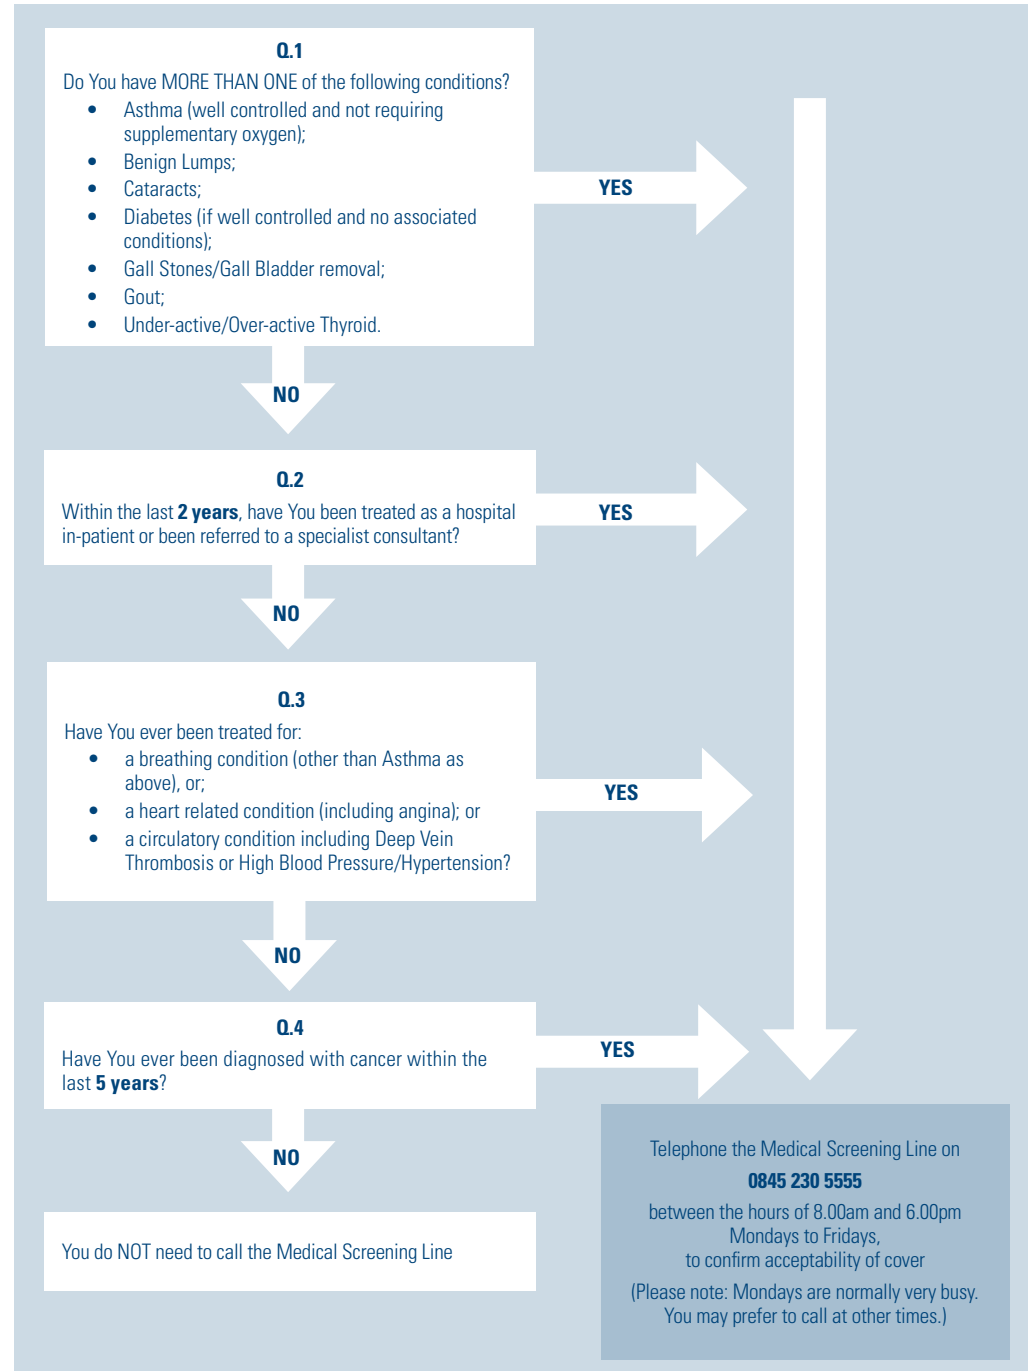 Q.1
Do You have MORE THAN ONE of the following conditions?
• Asthma (well controlled and not requiring
supplementary oxygen);
• Benign Lumps;
• Cataracts;
• Diabetes (if well controlled and no associated
conditions);
• Gall Stones/Gall Bladder removal;
• Gout;
• Under-active/Over-active Thyroid.
YES
NO
Q.2
Within the last 2 years, have You been treated as a hospital
in-patient or been referred to a specialist consultant?
YES
NO
Q.3
Have You ever been treated for:
• a breathing condition (other than Asthma as
above), or;
• a heart related condition (including angina); or
• a circulatory condition including Deep Vein
Thrombosis or High Blood Pressure/Hypertension?
YES
NO
Q.4
Have You ever been diagnosed with cancer within the
last 5 years?
YES
NO
You do NOT need to call the Medical Screening Line
Telephone the Medical Screening Line on
0845 230 5555
between the hours of 8.00am and 6.00pm
Mondays to Fridays,
to confirm acceptability of cover
(Please note: Mondays are normally very busy.
You may prefer to call at other times.)